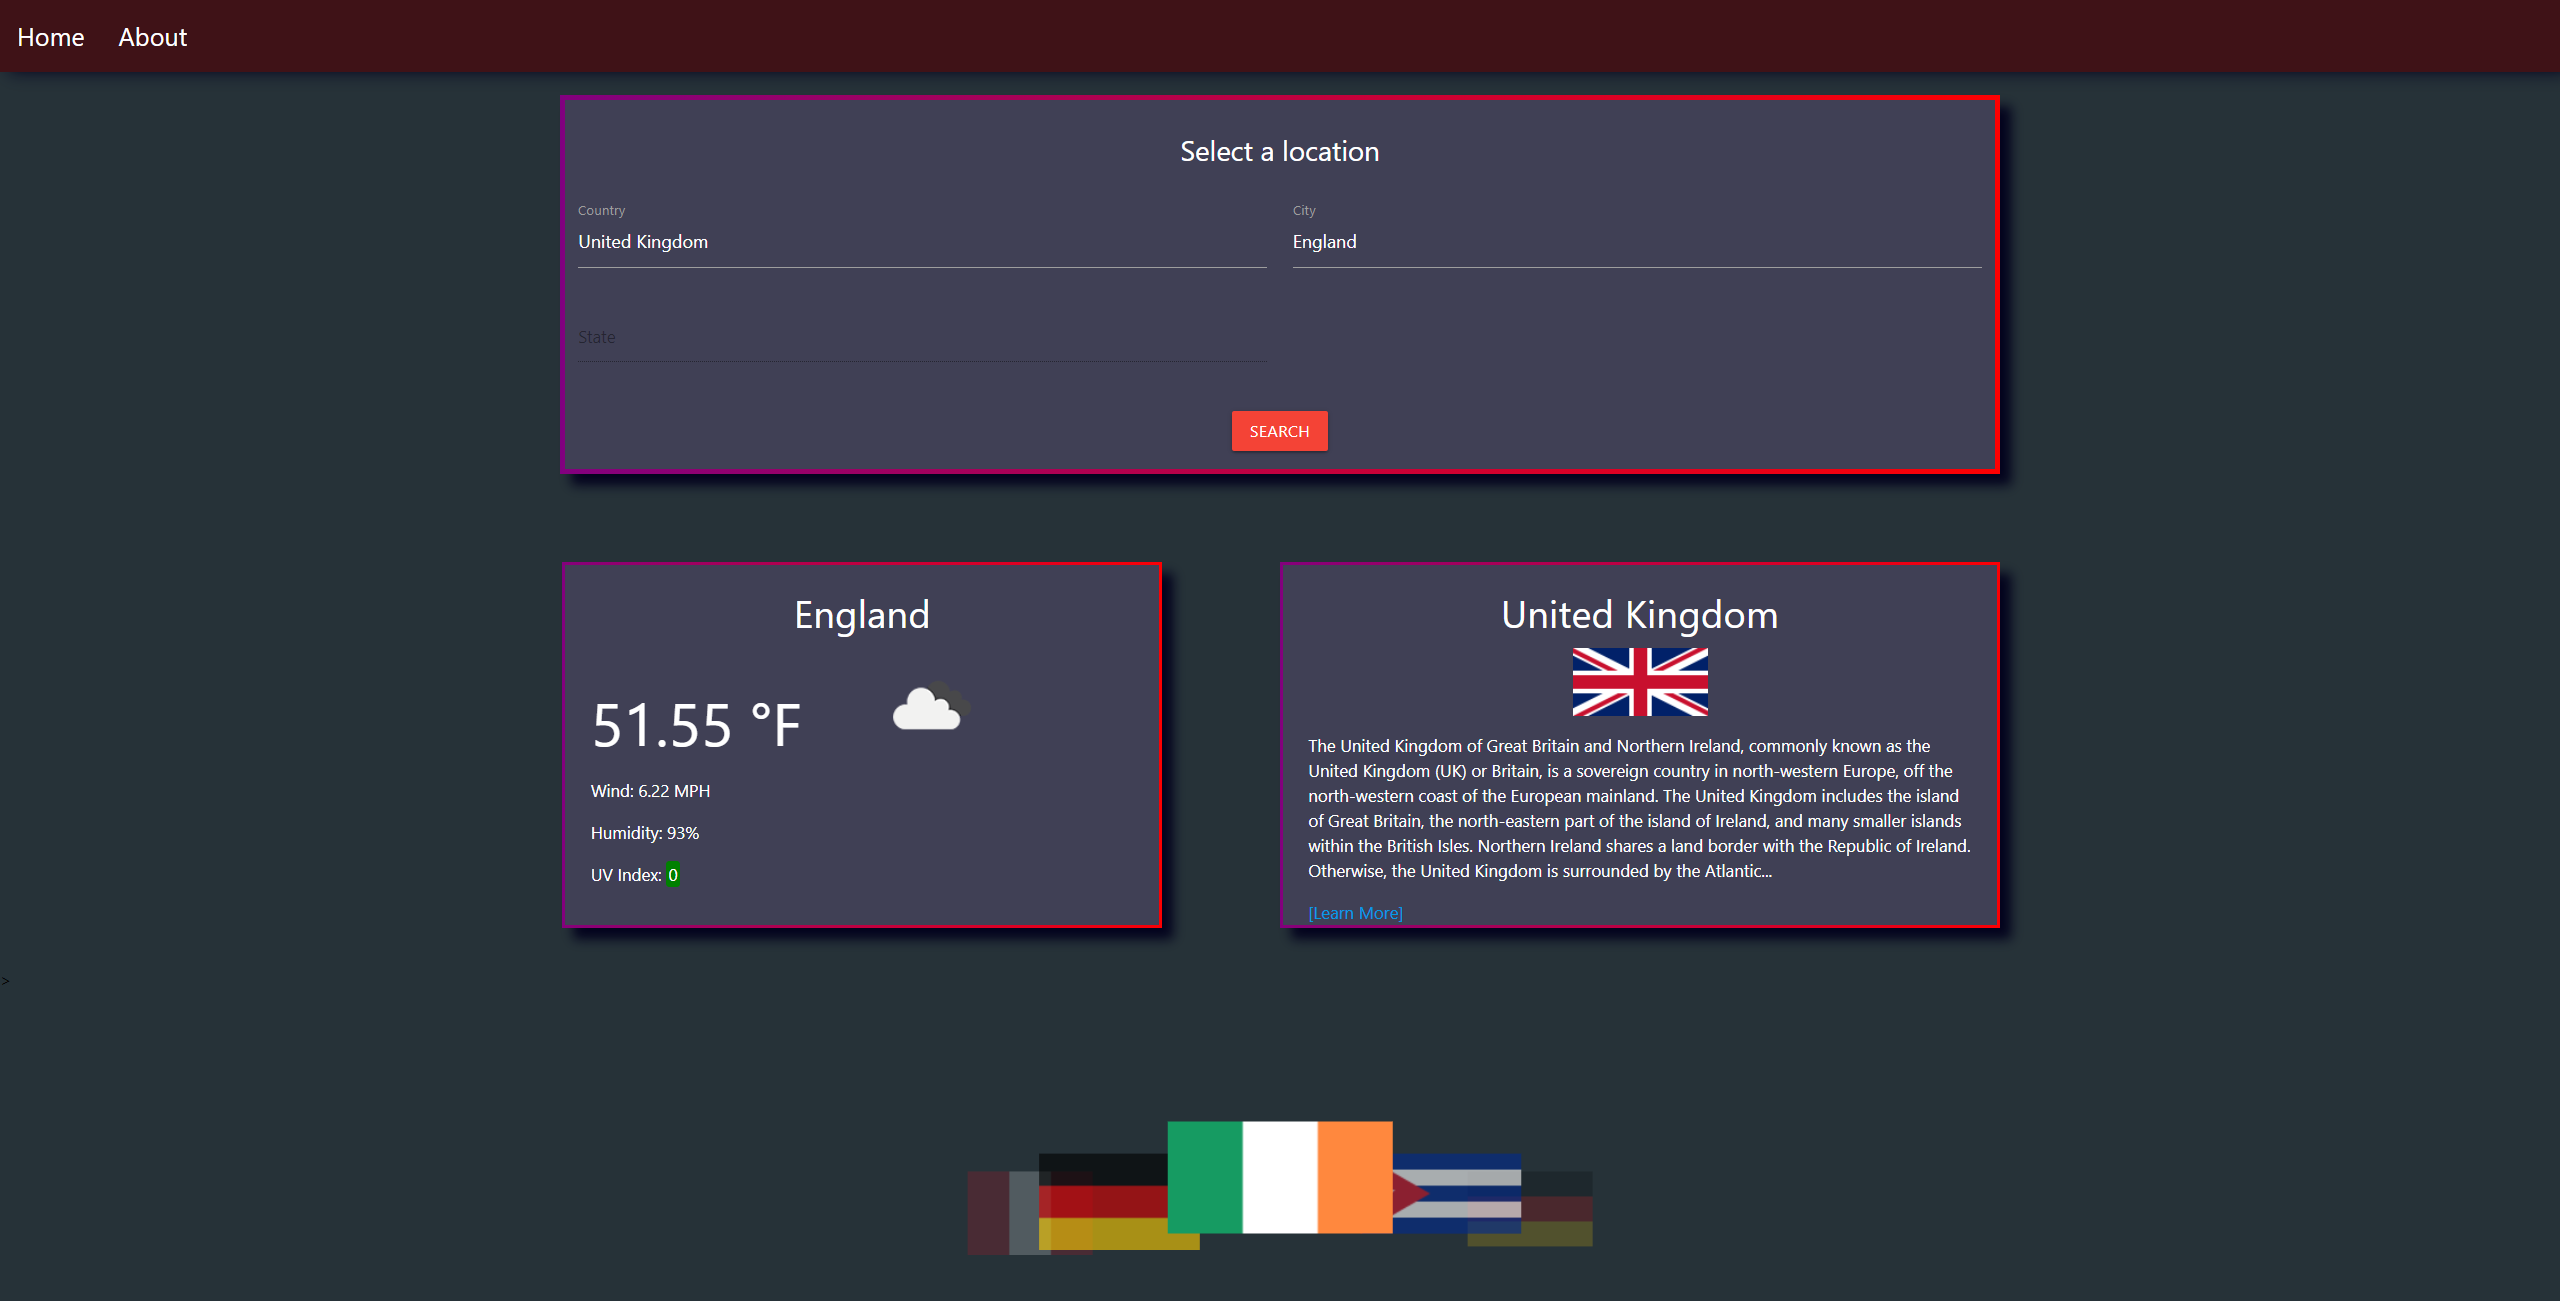 Home About
Select a location
Country
United Kingdom
City
England
State
SEARCH
England
51.55 °F
Wind: 6.22 MPH
Humidity: 93%
UV Index: 0
United Kingdom
The United Kingdom of Great Britain and Northern Ireland, commonly known as the
United Kingdom (UK) or Britain, is a sovereign country in north-western Europe, off the
north-western coast of the European mainland. The United Kingdom includes the island
of Great Britain, the north-eastern part of the island of Ireland, and many smaller islands
within the British Isles. Northern Ireland shares a land border with the Republic of Ireland.
Otherwise, the United Kingdom is surrounded by the Atlantic...
[Learn More]
>